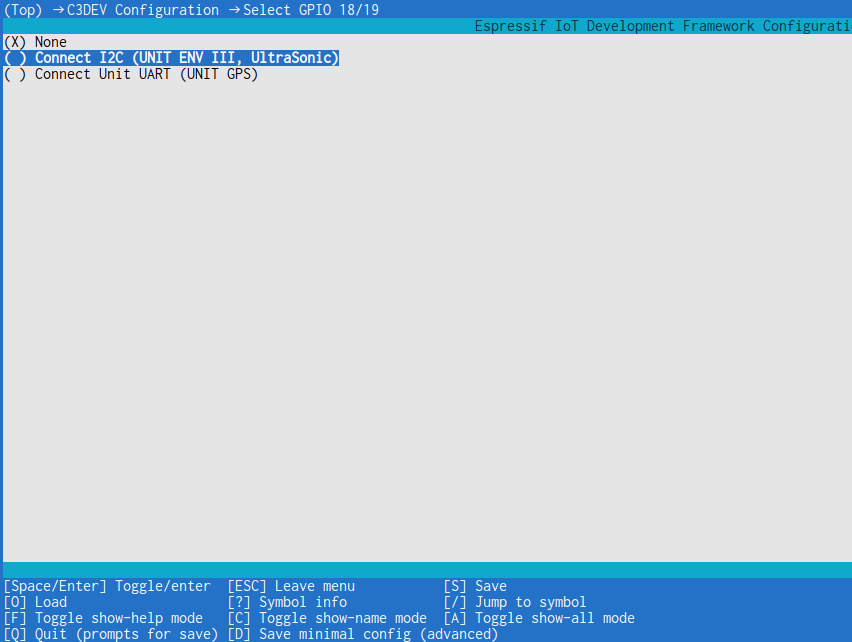 (Top) →C3DEV Configuration →Select GPIO 18/19
Espressif IoT Development Framework Configurati
(X) None
( ) Connect I2C (UNIT ENV III, UltraSonic)
( ) Connect Unit UART (UNIT GPS)
[Space/Enter] Toggle/enter [ESC] Leave menu [S] Save
[O] Load [?] Symbol info [/] Jump to symbol
[F] Toggle show-help mode [C] Toggle show-name mode [A] Toggle show-all mode
[Q] Quit (prompts for save) [D] Save minimal config (advanced)